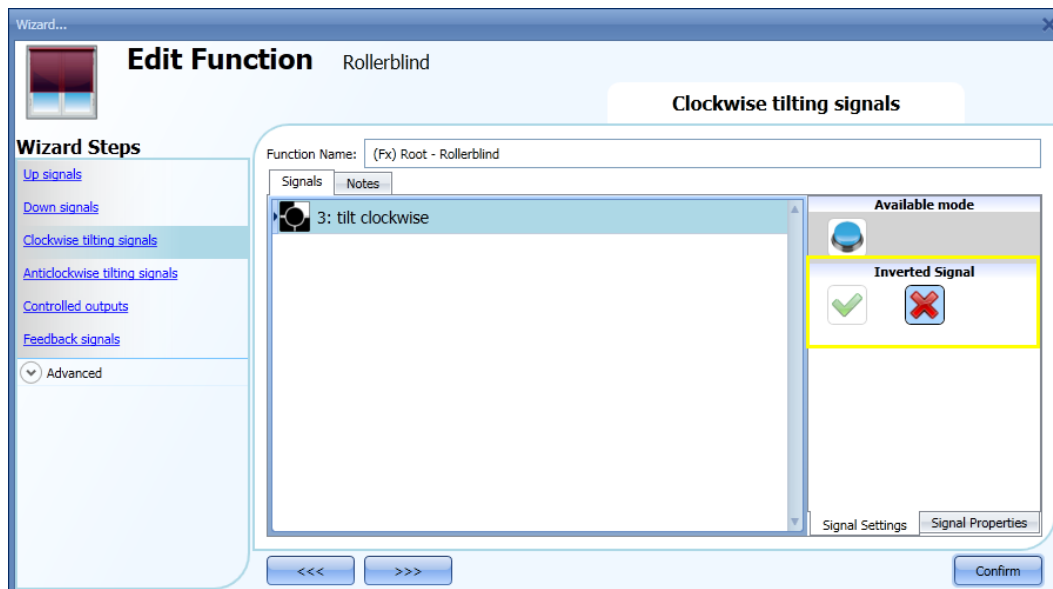 Wizard...
Edit Function Rollerblind
Clockwise tilting signals
Wizard Steps
Up signals
Down signals
Clockwise tilting signals
Anticlockwise tilting signals
Controlled outputs
Feedback signals
Advanced
Function Name: (Fx) Root - Rollerblind
Signals Notes
3: tilt clockwise
Available mode
Inverted Signal
Signal Settings Signal Properties
<<< >>> Confirm